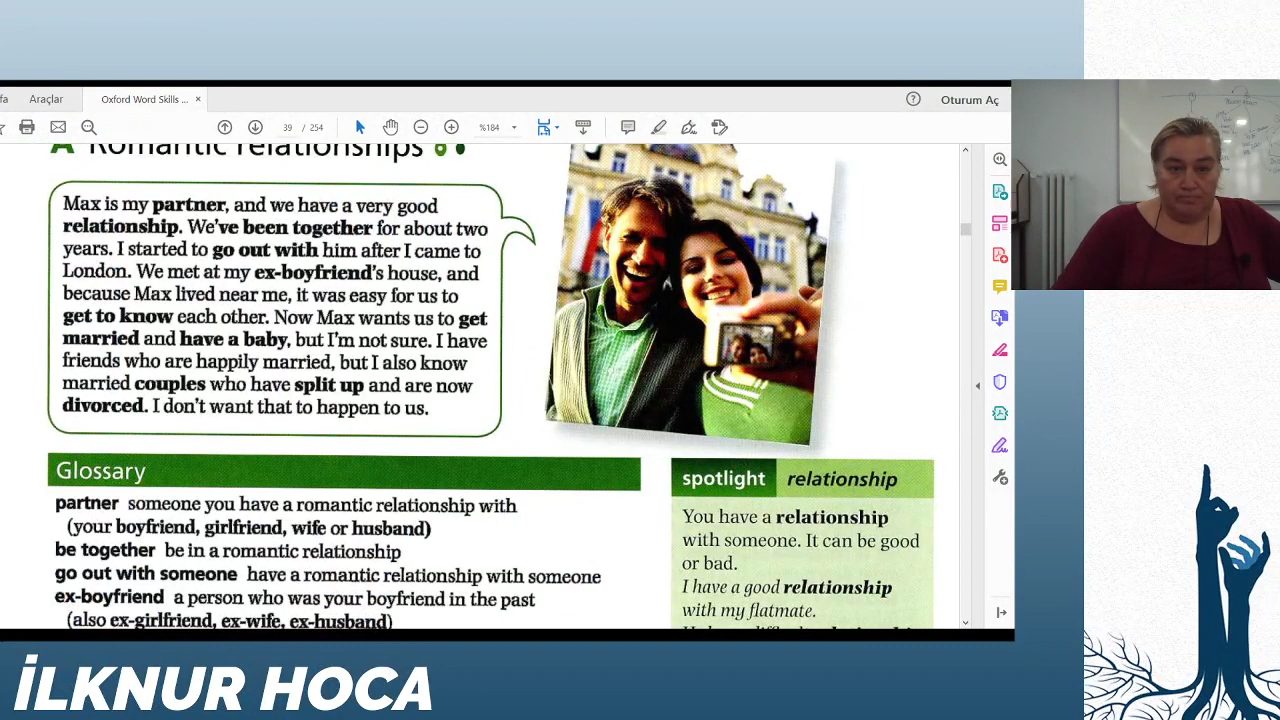 fa
Araçlar
Oxford Word Skills ...
×
Oturum Aç
39 / 254
%184
A Romantic relationships
Max is my partner, and we have a very good
relationship. We've been together for about two
years. I started to go out with him after I came to
London. We met at my ex-boyfriend's house, and
because Max lived near me, it was easy for us to
get to know each other. Now Max wants us to get
married and have a baby, but I'm not sure. I have
friends who are happily married, but I also know
married couples who have split up and are now
divorced. I don't want that to happen to us.
Glossary
partner someone you have a romantic relationship with
(your boyfriend, girlfriend, wife or husband)
be together be in a romantic relationship
go out with someone have a romantic relationship with someone
ex-boyfriend a person who was your boyfriend in the past
(also ex-girlfriend, ex-wife, ex-husband)
spotlight relationship
You have a relationship
with someone. It can be good
or bad.
I have a good relationship
with my flatmate.
İLKNUR HOCA